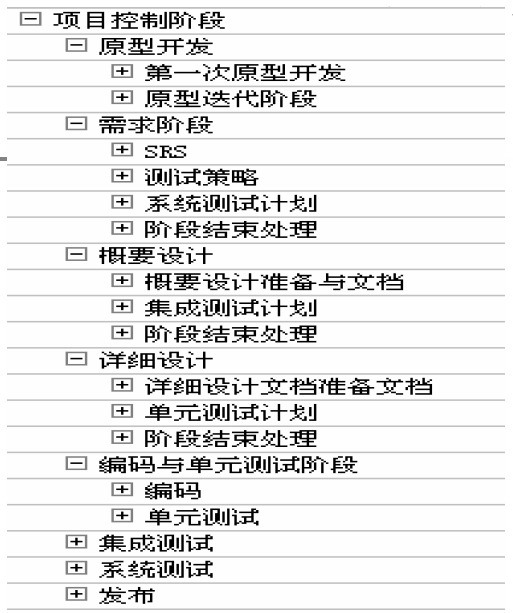 项目控制阶段
原型开发
第一次原型开发
原型迭代阶段
需求阶段
SRS
测试策略
系统测试计划
阶段结束处理
概要设计
概要设计准备与文档
集成测试计划
阶段结束处理
详细设计
详细设计文档准备文档
单元测试计划
阶段结束处理
编码与单元测试阶段
编码
单元测试
集成测试
系统测试
发布